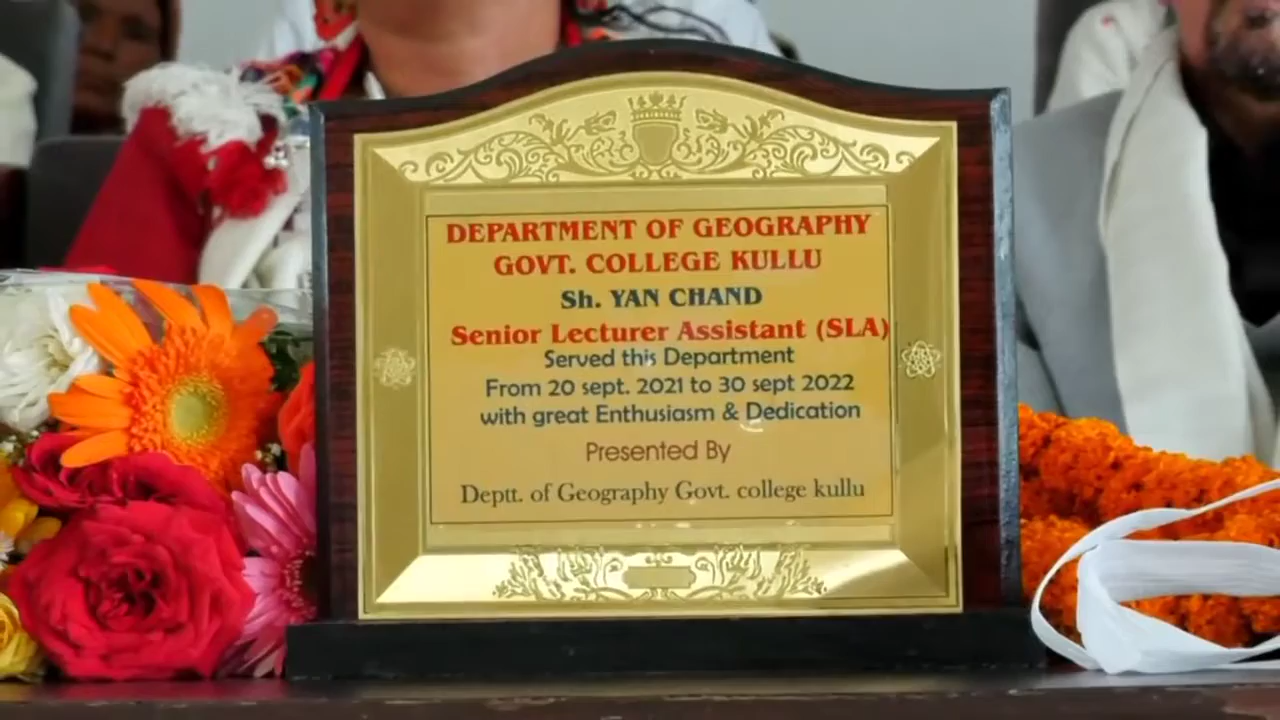 DEPARTMENT OF GEOGRAPHY
GOVT. COLLEGE KULLU
Sh. YAN CHAND
Senior Lecturer Assistant (SLA)
Served this Department
From 20 sept. 2021 to 30 sept 2022
with great Enthusiasm & Dedication
Presented By
Deptt. of Geography Govt. college kullu